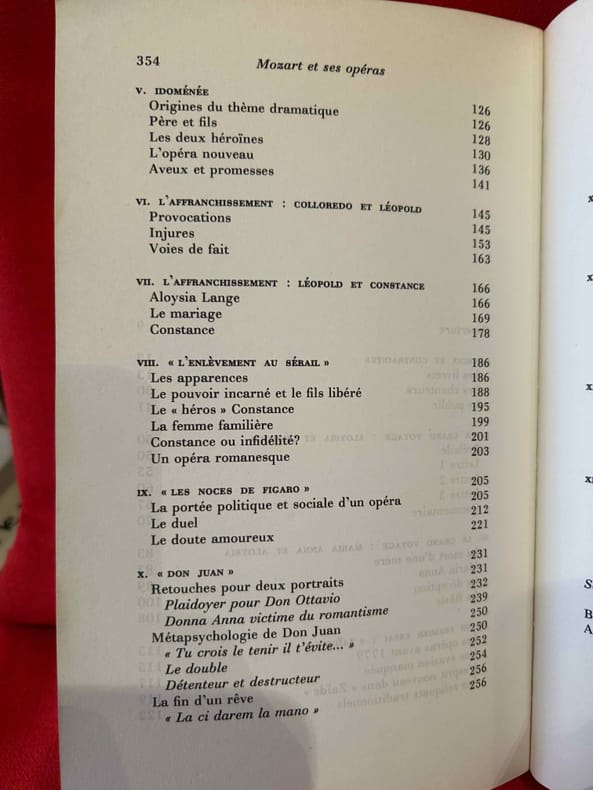 354 Mozart et ses opéras
V. IDOMÉNÉE 126
Origines du thème dramatique 126
Père et fils 128
Les deux héroïnes 130
L'opéra nouveau 136
Aveux et promesses 141
VI. L'AFFRANCHISSEMENT : COLLOREDO ET LÉOPOLD 145
Provocations 145
Injures 153
Voies de fait 163
VII. L'AFFRANCHISSEMENT : LÉOPOLD ET CONSTANCE 166
Aloysia Lange 166
Le mariage 169
Constance 178
VIII. « L'ENLÈVEMENT AU SÉRAIL » 186
Les apparences 186
Le pouvoir incarné et le fils libéré 188
Le « héros » Constance 195
La femme familière 199
Constance ou infidélité? 201
Un opéra romanesque 203
IX. « LES NOCES DE FIGARO » 205
La portée politique et sociale d'un opéra 205
Le duel 212
Le doute amoureux 221
X. « DON JUAN » 231
Retouches pour deux portraits 231
Plaidoyer pour Don Ottavio 232
Donna Anna victime du romantisme 239
Métapsychologie de Don Juan 250
« Tu crois le tenir il t'évite... » 250
Le double 252
Détenteur et destructeur 254
La fin d'un rêve 256
« La ci darem la mano » 256